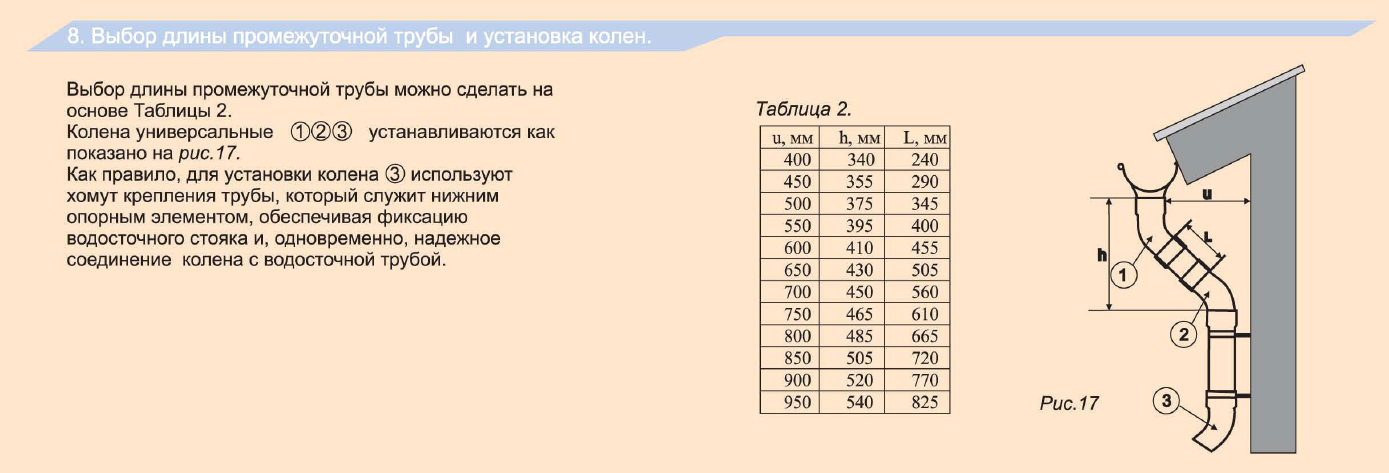 8. Выбор длины промежуточной трубы и установка колен.
Выбор длины промежуточной трубы можно сделать на
основе Таблицы 2.
Колена универсальные ①②③ устанавливаются как
показано на рис.17.
Как правило, для установки колена ③ используют
хомут крепления трубы, который служит нижним
опорным элементом, обеспечивая фиксацию
водосточного стояка и, одновременно, надежное
соединение колена с водосточной трубой.
Таблица 2.
u, мм h, мм L, мм
400 340 240
450 355 290
500 375 345
550 395 400
600 410 455
650 430 505
700 450 560
750 465 610
800 485 665
850 505 720
900 520 770
950 540 825
u
L
h
①
②
③
Рис.17